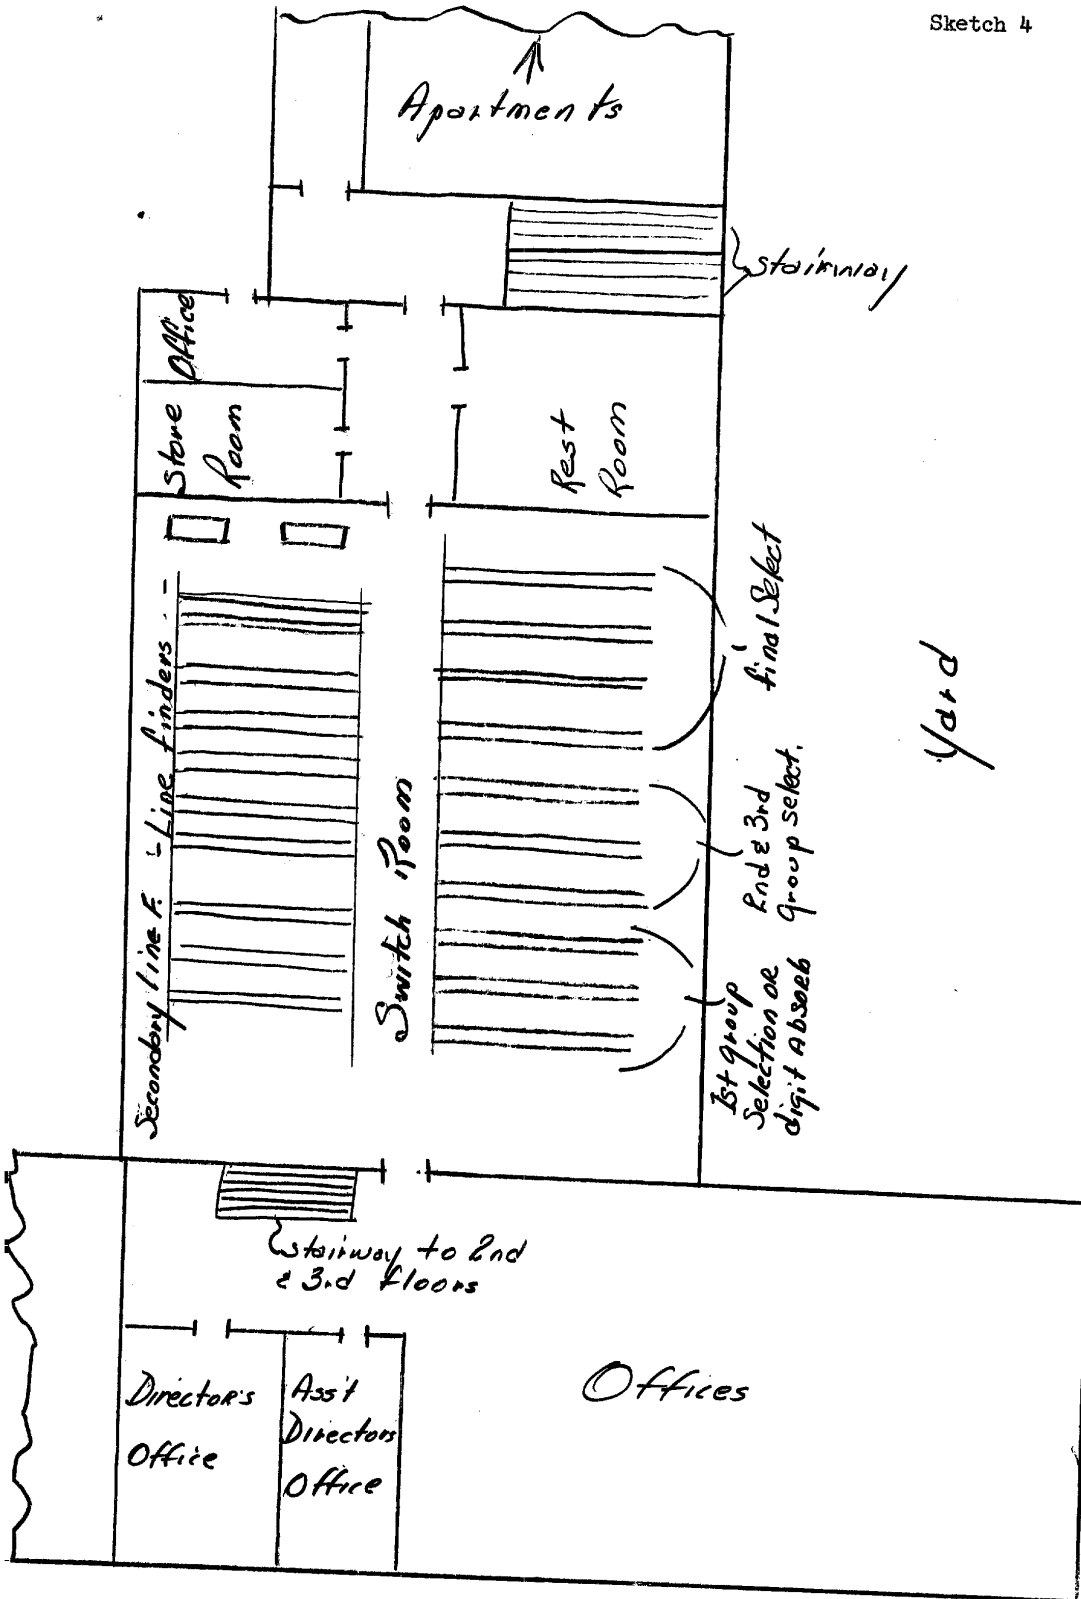 Sketch 4
Apartments
stairway
Office
Store
Room
Rest
Room
Secondary line F. - Line finders - -
Switch Room
final Select
2nd & 3rd
group select.
1st group
Selection OR
digit Absorb
Yard
stairway to 2nd
& 3rd floors
Director's
Office
Ass't
Directors
Office
Offices